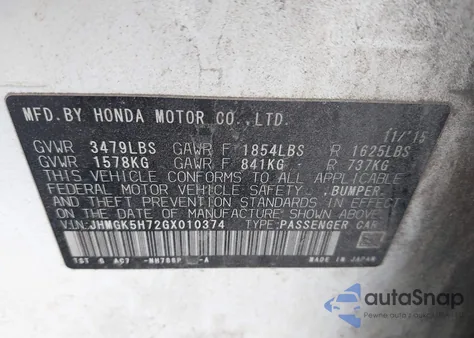 MFD.BY HONDA MOTOR CO.,LTD.
11/'15
GVWR 3479LBS GAWR F 1854LBS R 1625LBS
GVWR 1578KG GAWR F 841KG R 737KG
THIS VEHICLE CONFORMS TO ALL APPLICABLE
FEDERAL MOTOR VEHICLE SAFETY, BUMPER
AND THEFT PREVENTION STANDARDS IN EFFECT
ON THE DATE OF MANUFACTURE SHOWN ABOVE.
V.I.N:JHMGK5H72GX010374 TYPE:PASSENGER CAR
-NH788P -A MADE IN JAPAN
autoSnap